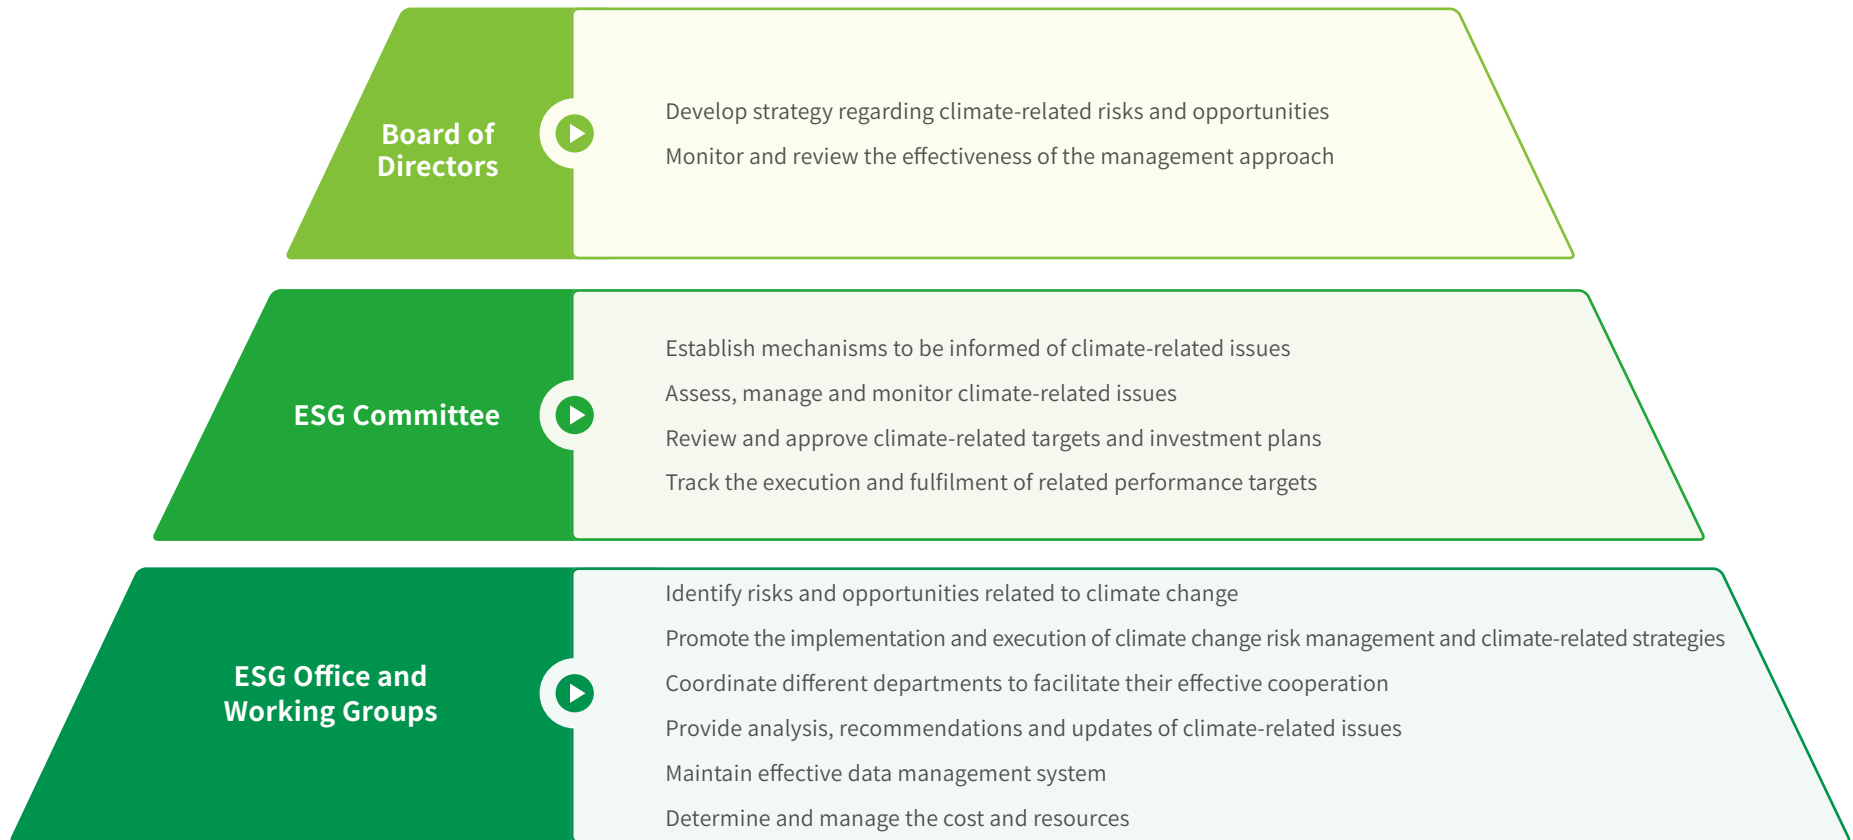 Board of
Directors
Develop strategy regarding climate-related risks and opportunities
Monitor and review the effectiveness of the management approach
ESG Committee
Establish mechanisms to be informed of climate-related issues
Assess, manage and monitor climate-related issues
Review and approve climate-related targets and investment plans
Track the execution and fulfilment of related performance targets
ESG Office and
Working Groups
Identify risks and opportunities related to climate change
Promote the implementation and execution of climate change risk management and climate-related strategies
Coordinate different departments to facilitate their effective cooperation
Provide analysis, recommendations and updates of climate-related issues
Maintain effective data management system
Determine and manage the cost and resources